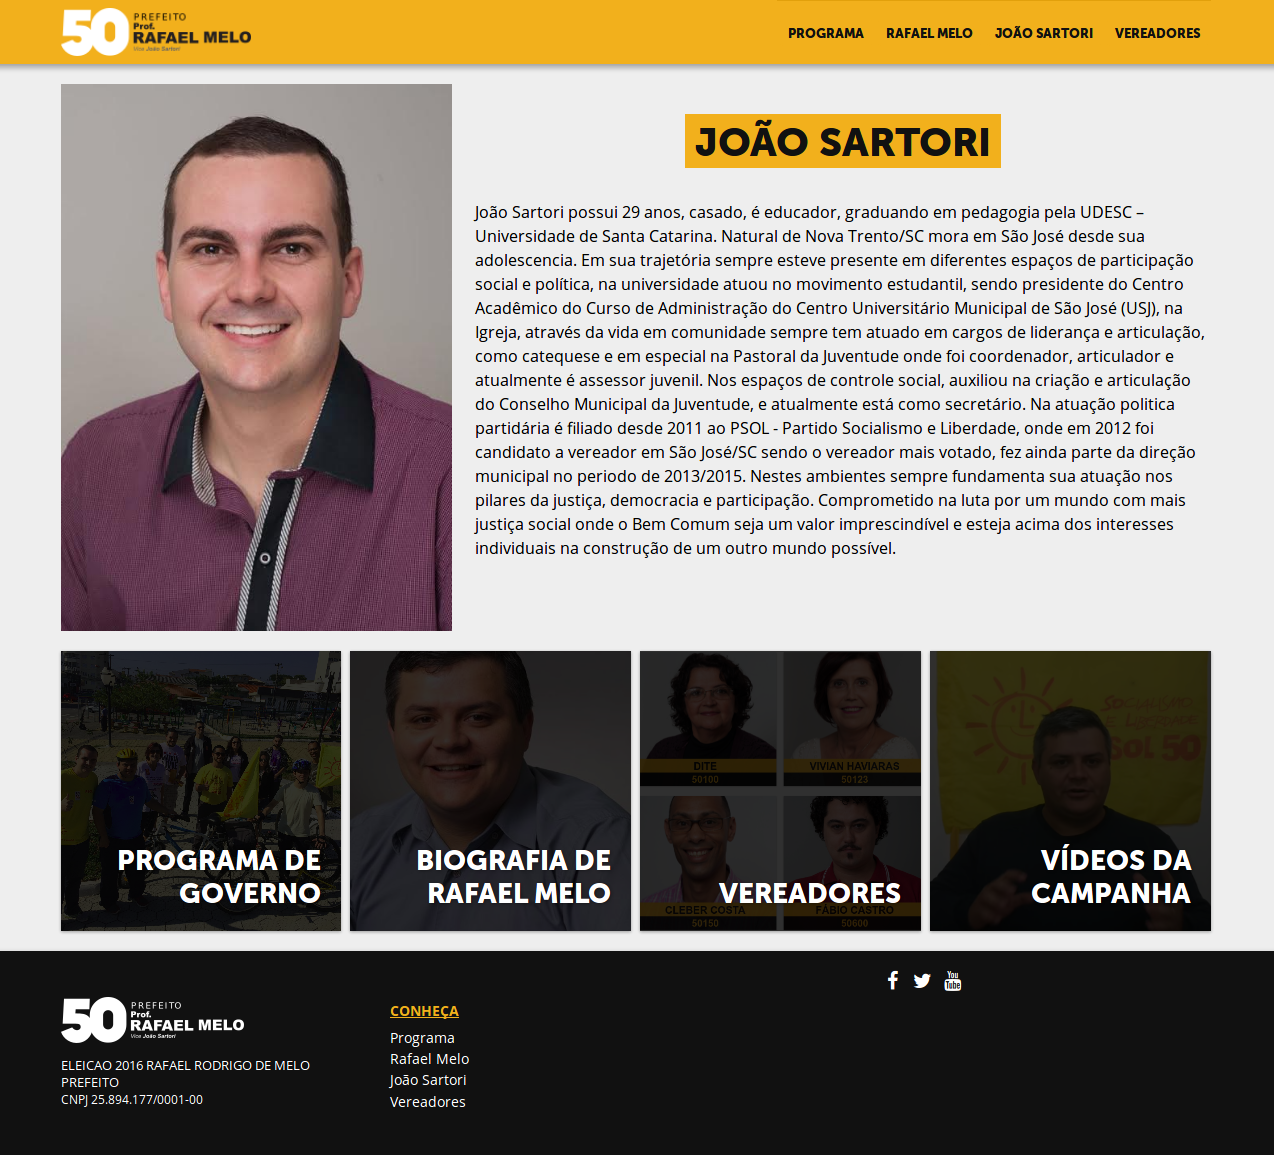 50 PREFEITO
Prof.
RAFAEL MELO
Vice João Sartori
PROGRAMA RAFAEL MELO JOÃO SARTORI VEREADORES
JOÃO SARTORI
João Sartori possui 29 anos, casado, é educador, graduando em pedagogia pela UDESC –
Universidade de Santa Catarina. Natural de Nova Trento/SC mora em São José desde sua
adolescencia. Em sua trajetória sempre esteve presente em diferentes espaços de participação
social e política, na universidade atuou no movimento estudantil, sendo presidente do Centro
Acadêmico do Curso de Administração do Centro Universitário Municipal de São José (USJ), na
Igreja, através da vida em comunidade sempre tem atuado em cargos de liderança e articulação,
como catequese e em especial na Pastoral da Juventude onde foi coordenador, articulador e
atualmente é assessor juvenil. Nos espaços de controle social, auxiliou na criação e articulação
do Conselho Municipal da Juventude, e atualmente está como secretário. Na atuação politica
partidária é filiado desde 2011 ao PSOL - Partido Socialismo e Liberdade, onde em 2012 foi
candidato a vereador em São José/SC sendo o vereador mais votado, fez ainda parte da direção
municipal no periodo de 2013/2015. Nestes ambientes sempre fundamenta sua atuação nos
pilares da justiça, democracia e participação. Comprometido na luta por um mundo com mais
justiça social onde o Bem Comum seja um valor imprescindível e esteja acima dos interesses
individuais na construção de um outro mundo possível.
PROGRAMA DE
GOVERNO
BIOGRAFIA DE
RAFAEL MELO
DITE
50100
VIVIAN HAVIARAS
50123
CLEBER COSTA
50150
FÁBIO CASTRO
50600
VEREADORES
SOCIALISMO
E LIBERDADE
SOL 50
VÍDEOS DA
CAMPANHA
You
Tube
50 PREFEITO
Prof.
RAFAEL MELO
Vice João Sartori
ELEICAO 2016 RAFAEL RODRIGO DE MELO
PREFEITO
CNPJ 25.894.177/0001-00
CONHEÇA
Programa
Rafael Melo
João Sartori
Vereadores